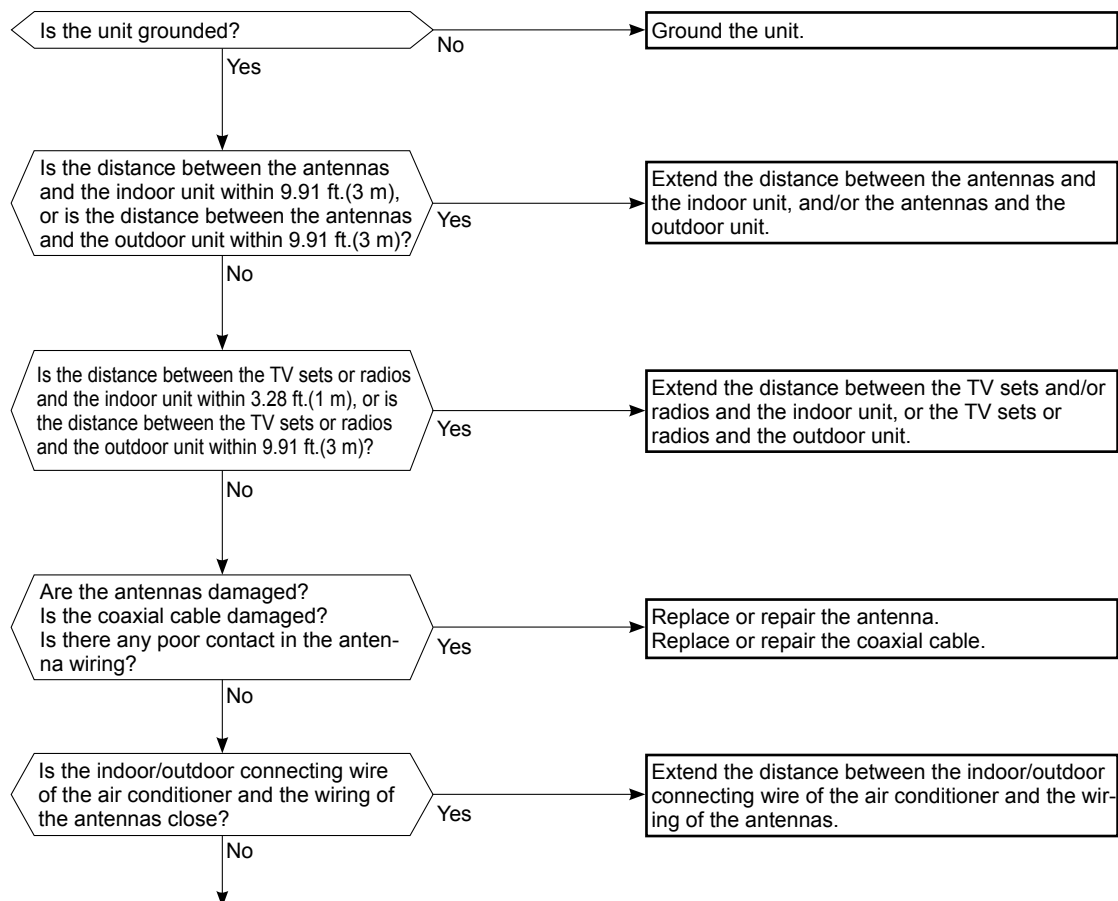 Is the unit grounded?
No
Ground the unit.
Yes
Is the distance between the antennas
and the indoor unit within 9.91 ft.(3 m),
or is the distance between the antennas
and the outdoor unit within 9.91 ft.(3 m)?
Yes
Extend the distance between the antennas and
the indoor unit, and/or the antennas and the
outdoor unit.
No
Is the distance between the TV sets or radios
and the indoor unit within 3.28 ft.(1 m), or is
the distance between the TV sets or radios
and the outdoor unit within 9.91 ft.(3 m)?
Yes
Extend the distance between the TV sets and/or
radios and the indoor unit, or the TV sets or
radios and the outdoor unit.
No
Are the antennas damaged?
Is the coaxial cable damaged?
Is there any poor contact in the anten-
na wiring?
Yes
Replace or repair the antenna.
Replace or repair the coaxial cable.
No
Is the indoor/outdoor connecting wire
of the air conditioner and the wiring of
the antennas close?
Yes
Extend the distance between the indoor/outdoor
connecting wire of the air conditioner and the wir-
ing of the antennas.
No